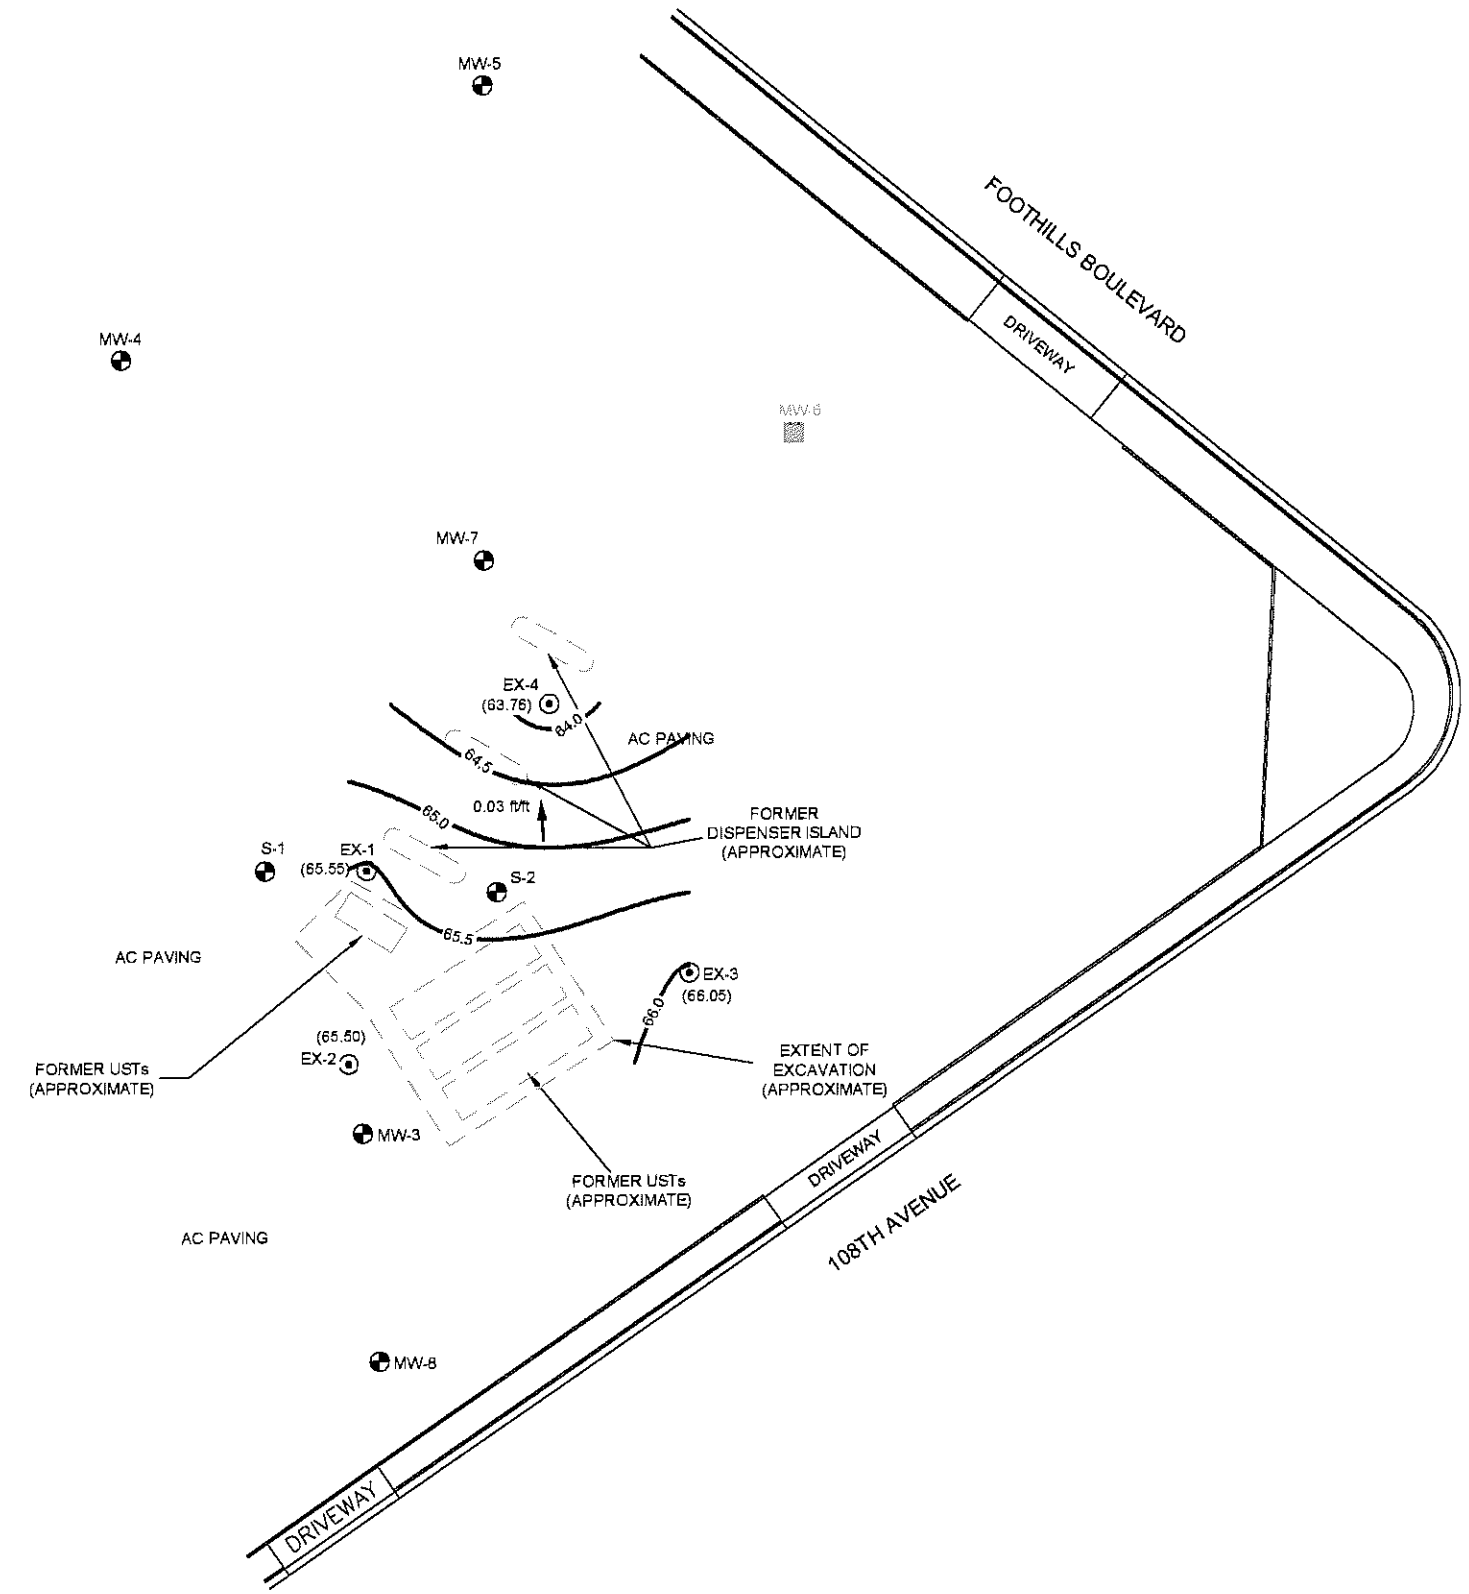 MW-5
FOOTHILLS BOULEVARD
DRIVEWAY
MW-4
MW-6
MW-7
EX-4
(63.76)
64.0
AC PAVING
64.5
65.0
0.03 ft/ft
FORMER
DISPENSER ISLAND
(APPROXIMATE)
S-1
EX-1
(65.55)
S-2
65.5
AC PAVING
EX-3
(66.05)
66.0
(65.50)
EX-2
FORMER USTs
(APPROXIMATE)
EXTENT OF
EXCAVATION
(APPROXIMATE)
MW-3
DRIVEWAY
FORMER USTs
(APPROXIMATE)
108TH AVENUE
AC PAVING
MW-8
DRIVEWAY